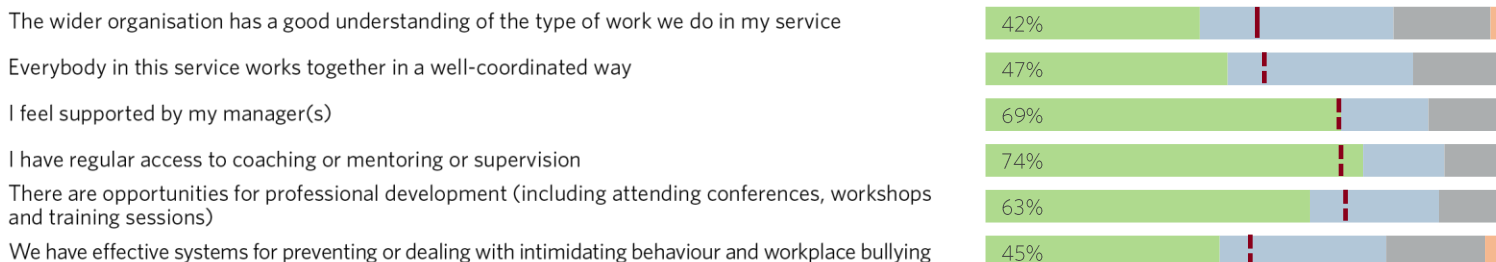 The wider organisation has a good understanding of the type of work we do in my service 42%
Everybody in this service works together in a well-coordinated way 47%
I feel supported by my manager(s) 69%
I have regular access to coaching or mentoring or supervision 74%
There are opportunities for professional development (including attending conferences, workshops
and training sessions) 63%
We have effective systems for preventing or dealing with intimidating behaviour and workplace bullying 45%